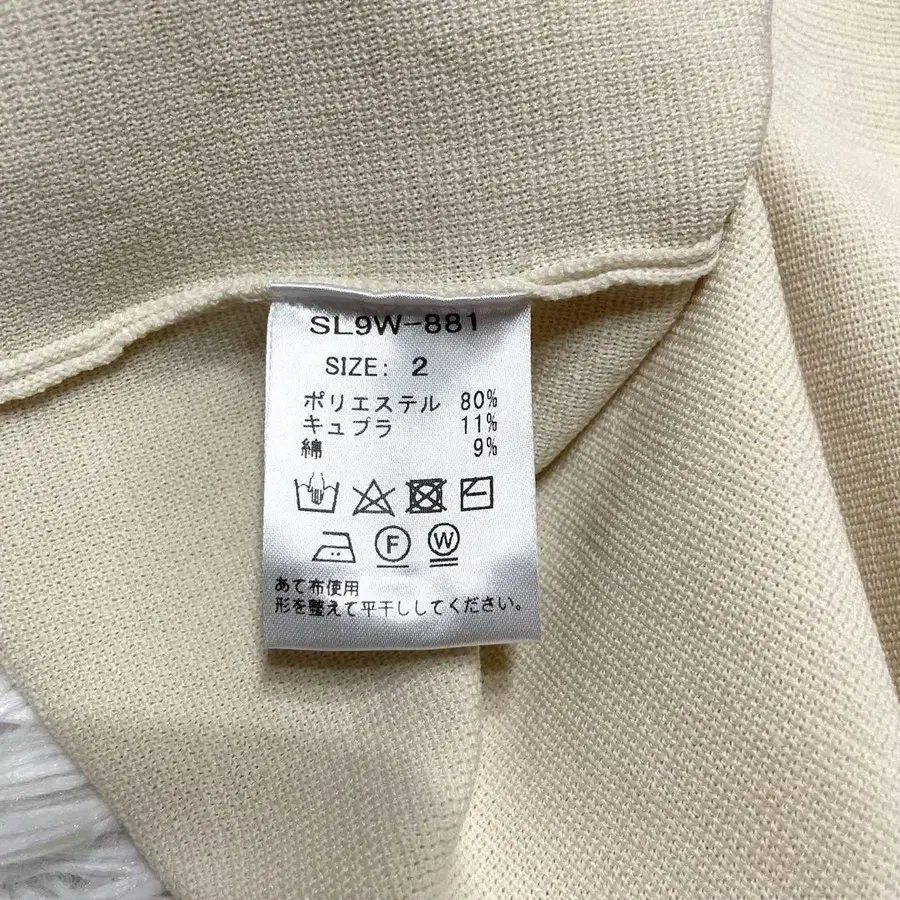 SL9W-881
SIZE: 2
ポリエステル 80%
キュプラ 11%
綿 9%
F W
あて布使用
形を整えて平干ししてください。